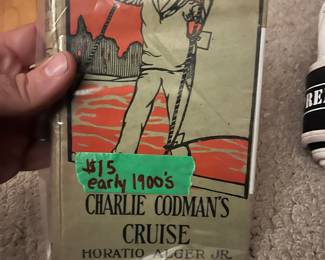 $15
early 1900's
CHARLIE CODMAN'S
CRUISE
HORATIO ALGER JR.